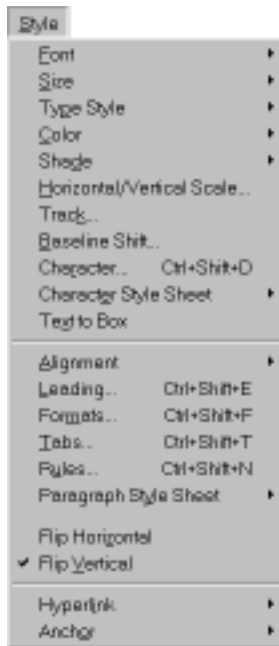 Style
Font
Size
Type Style
Color
Shade
Horizontal/Vertical Scale...
Track...
Baseline Shift...
Character... Ctrl+Shift+D
Character Style Sheet
Text to Box
Alignment
Leading... Ctrl+Shift+E
Formats... Ctrl+Shift+F
Tabs... Ctrl+Shift+T
Rules... Ctrl+Shift+N
Paragraph Style Sheet
Flip Horizontal
Flip Vertical
Hyperlink
Anchor